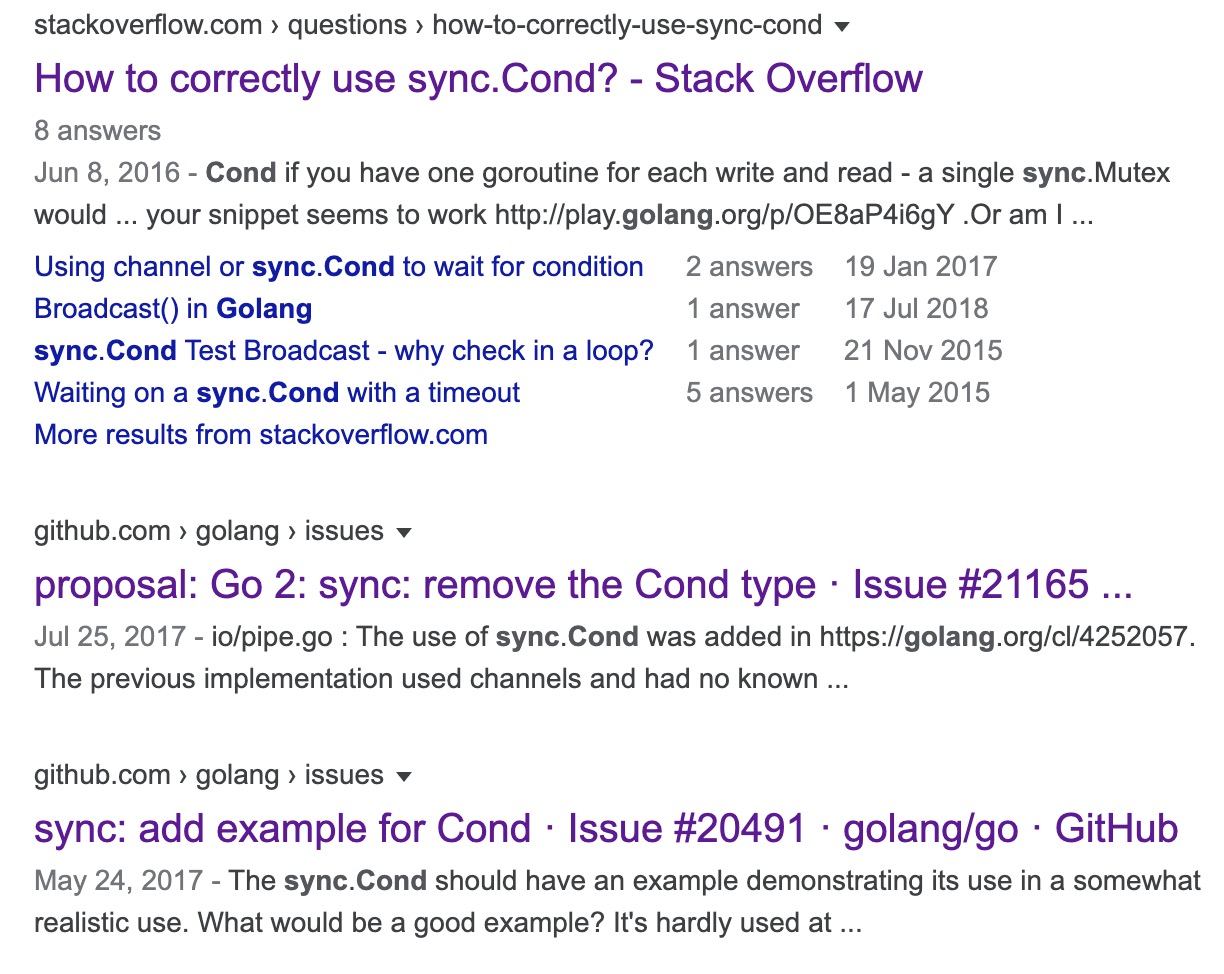 stackoverflow.com › questions › how-to-correctly-use-sync-cond
How to correctly use sync.Cond? - Stack Overflow
8 answers
Jun 8, 2016 - Cond if you have one goroutine for each write and read - a single sync.Mutex
would ... your snippet seems to work http://play.golang.org/p/OE8aP4i6gY .Or am I ...
Using channel or sync.Cond to wait for condition 2 answers 19 Jan 2017
Broadcast() in Golang 1 answer 17 Jul 2018
sync.Cond Test Broadcast - why check in a loop? 1 answer 21 Nov 2015
Waiting on a sync.Cond with a timeout 5 answers 1 May 2015
More results from stackoverflow.com
github.com › golang › issues
proposal: Go 2: sync: remove the Cond type · Issue #21165 ...
Jul 25, 2017 - io/pipe.go : The use of sync.Cond was added in https://golang.org/cl/4252057.
The previous implementation used channels and had no known ...
github.com › golang › issues
sync: add example for Cond · Issue #20491 · golang/go · GitHub
May 24, 2017 - The sync.Cond should have an example demonstrating its use in a somewhat
realistic use. What would be a good example? It's hardly used at ...